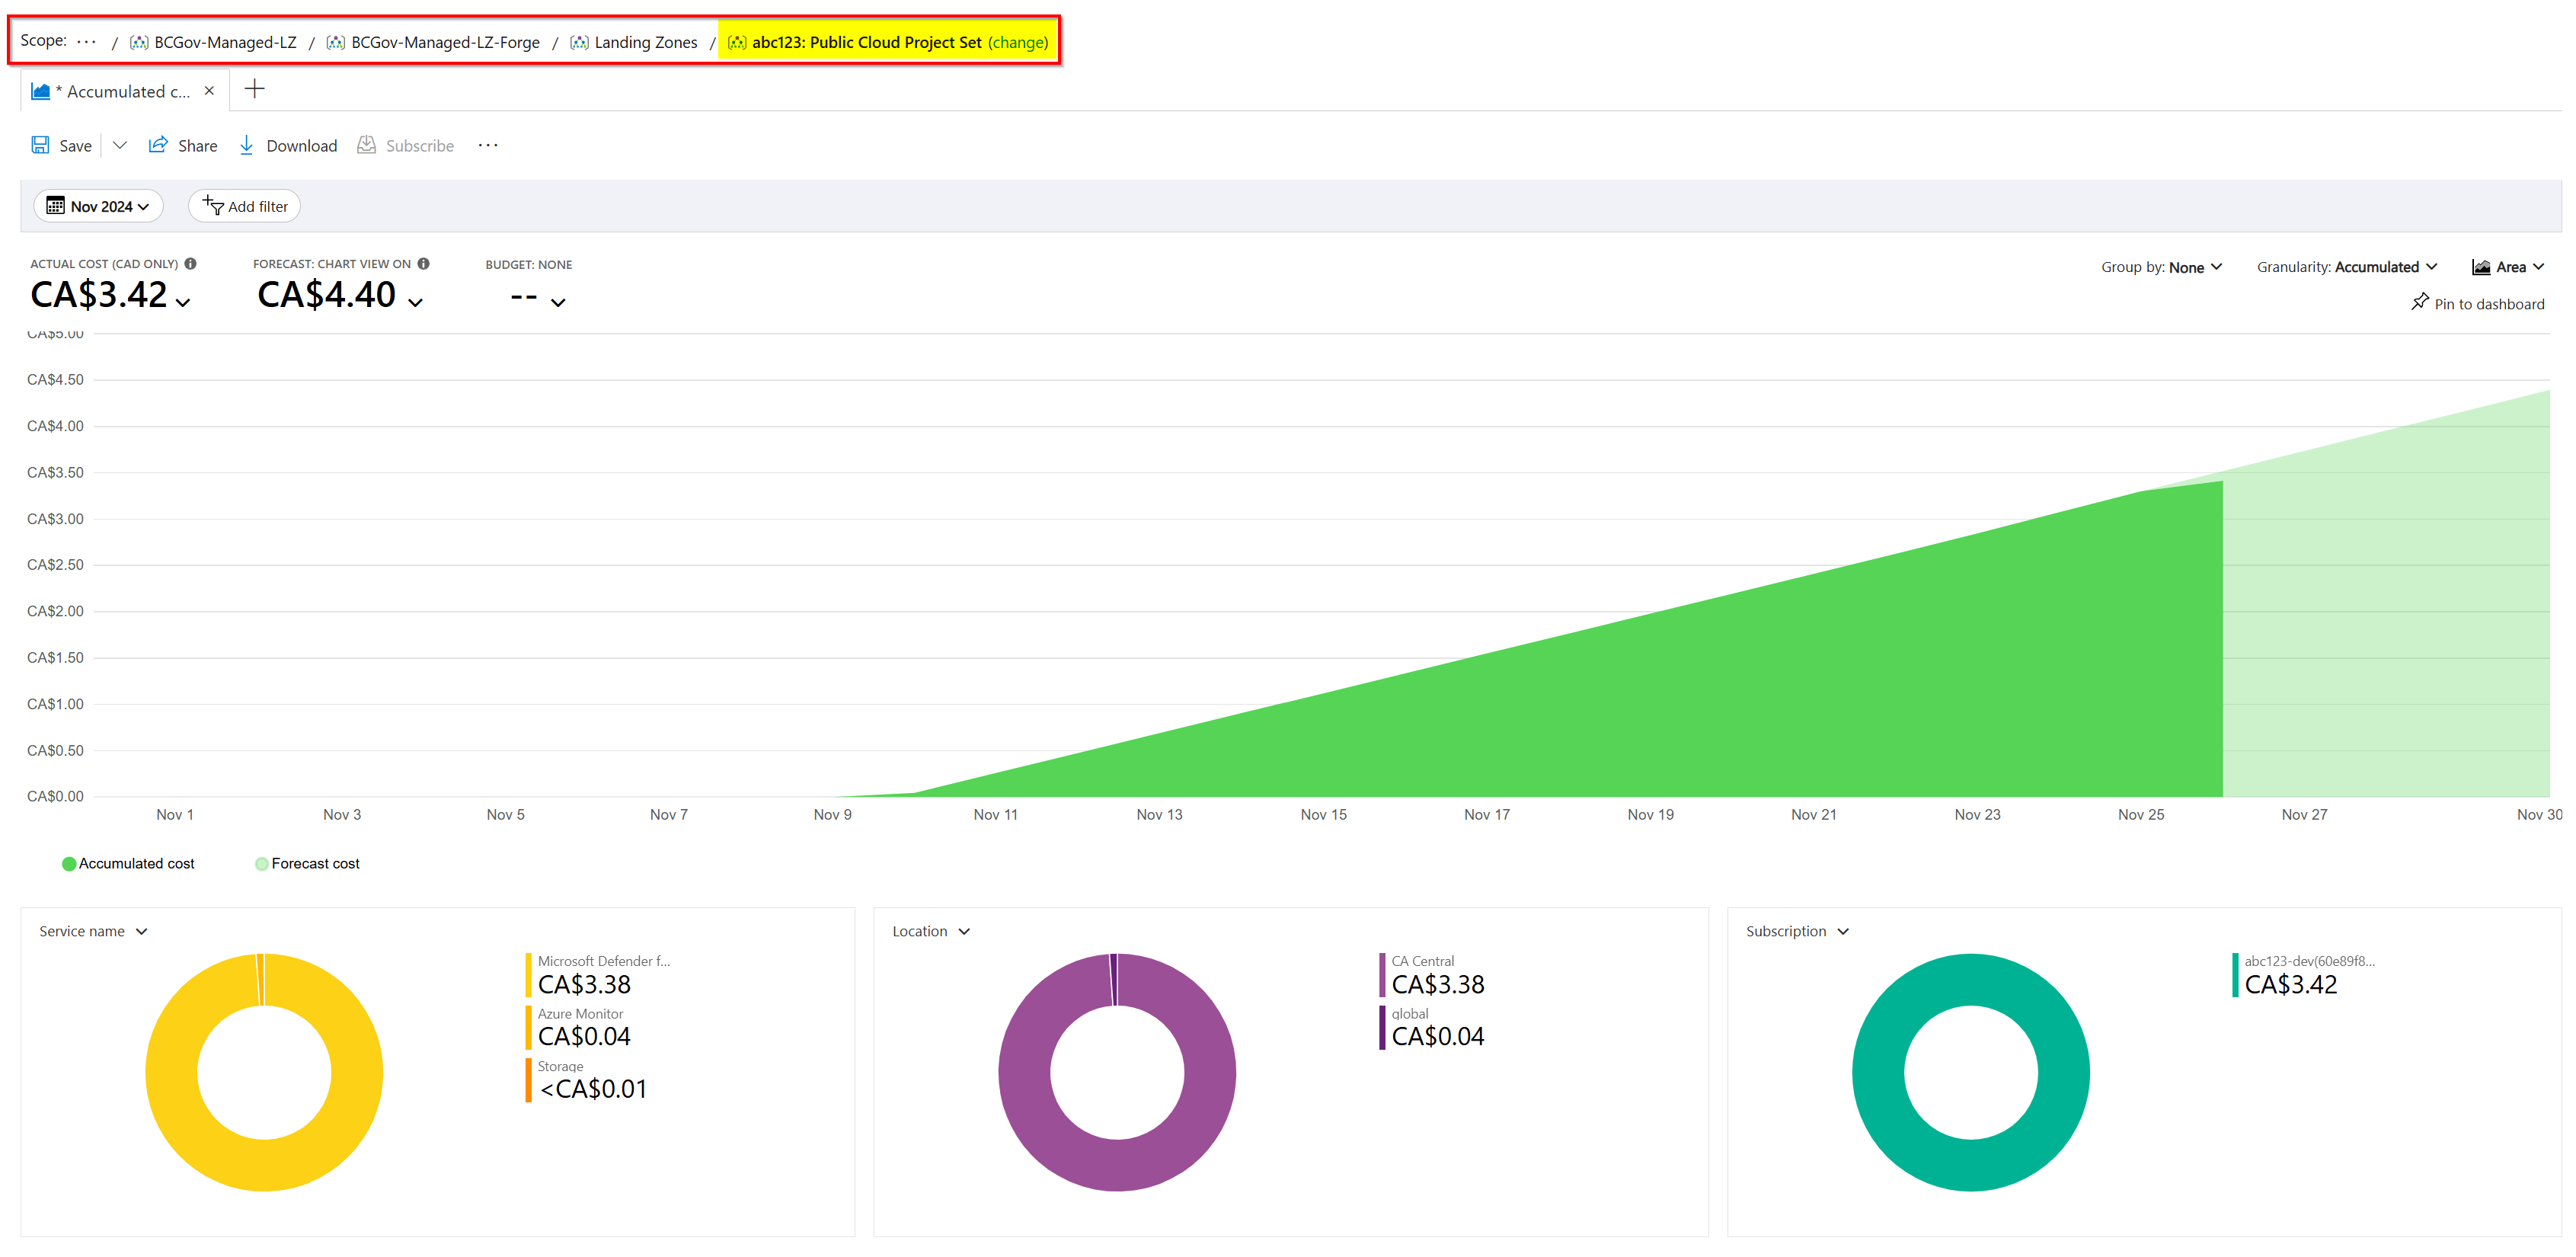 Scope: ··· / BCGov-Managed-LZ / BCGov-Managed-LZ-Forge / Landing Zones / abc123: Public Cloud Project Set (change)
* Accumulated c... × +
Save Share Download Subscribe ···
Nov 2024 Add filter
ACTUAL COST (CAD ONLY) FORECAST: CHART VIEW ON BUDGET: NONE
CA$3.42 CA$4.40 --
Group by: None Granularity: Accumulated Area
Pin to dashboard
CA$5.00
CA$4.50
CA$4.00
CA$3.50
CA$3.00
CA$2.50
CA$2.00
CA$1.50
CA$1.00
CA$0.50
CA$0.00
Nov 1 Nov 3 Nov 5 Nov 7 Nov 9 Nov 11 Nov 13 Nov 15 Nov 17 Nov 19 Nov 21 Nov 23 Nov 25 Nov 27 Nov 30
Accumulated cost Forecast cost
Service name
Microsoft Defender f...
CA$3.38
Azure Monitor
CA$0.04
Storage
<CA$0.01
Location
CA Central
CA$3.38
global
CA$0.04
Subscription
abc123-dev(60e89f8...
CA$3.42